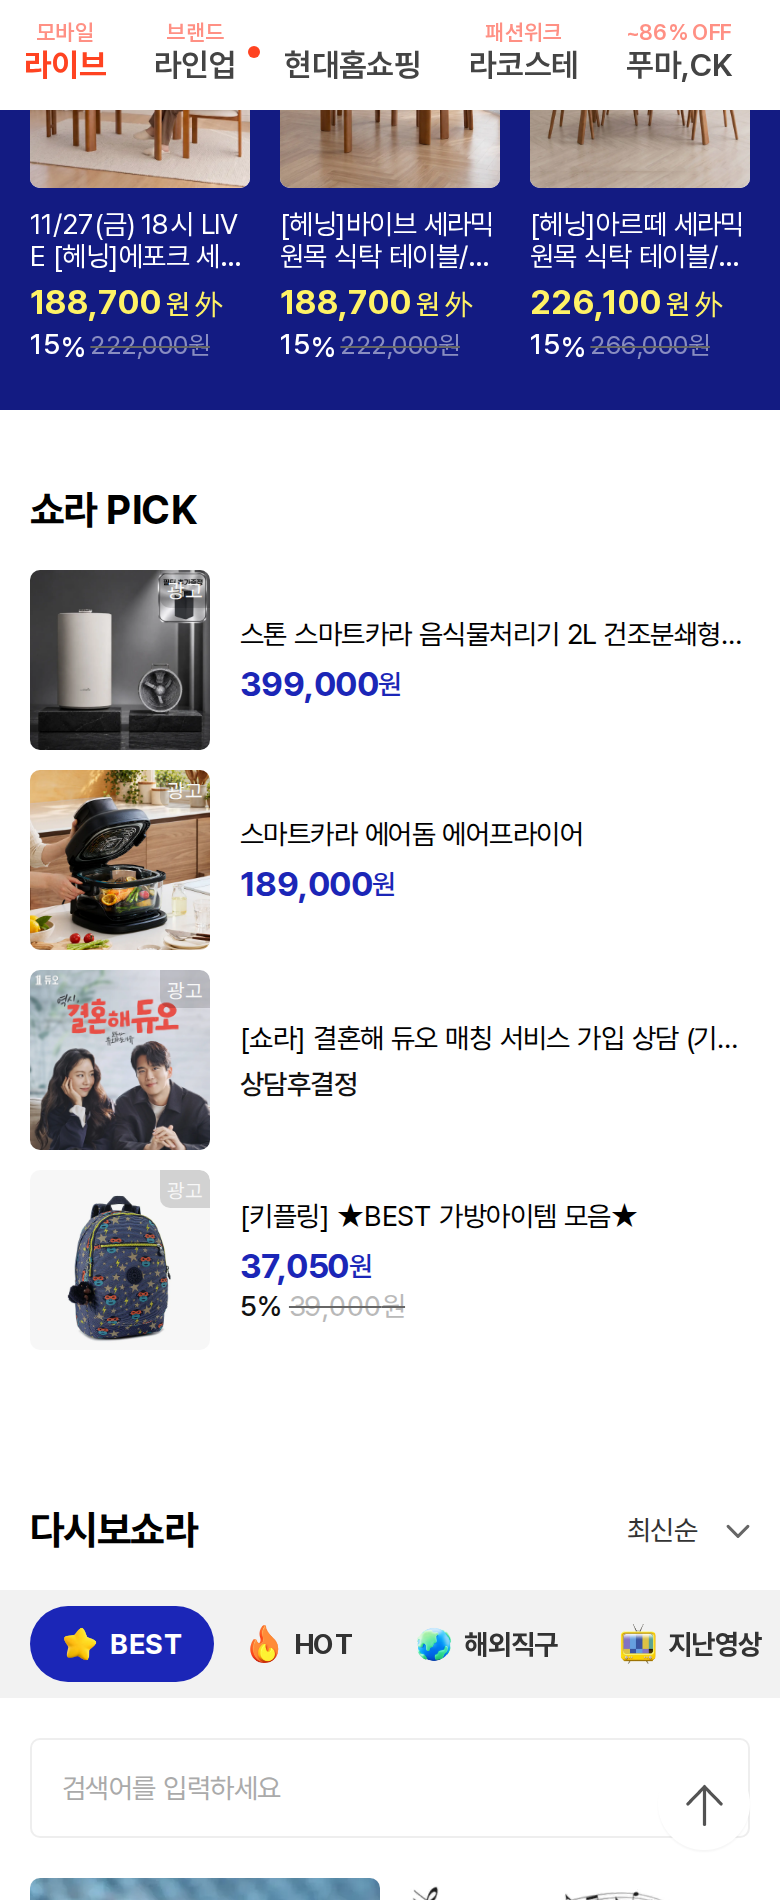 모바일
라이브
브랜드
라인업
현대홈쇼핑
패션위크
라코스테
~86% OFF
푸마,CK
11/27(금) 18시 LIV
E [헤닝]에포크 세...
188,700 원 外
15% 222,000원
[헤닝]바이브 세라믹
원목 식탁 테이블/...
188,700 원 外
15% 222,000원
[헤닝]아르떼 세라믹
원목 식탁 테이블/...
226,100 원 外
15% 266,000원
쇼라 PICK
광고
스톤 스마트카라 음식물처리기 2L 건조분쇄형...
399,000원
광고
스마트카라 에어돔 에어프라이어
189,000원
듀오
광고
역시,
결혼해듀오
[쇼라] 결혼해 듀오 매칭 서비스 가입 상담 (기...
상담후결정
광고
[키플링] ★BEST 가방아이템 모음★
37,050원
5% 39,000원
다시보쇼라
최신순
BEST
HOT
해외직구
지난영상
검색어를 입력하세요